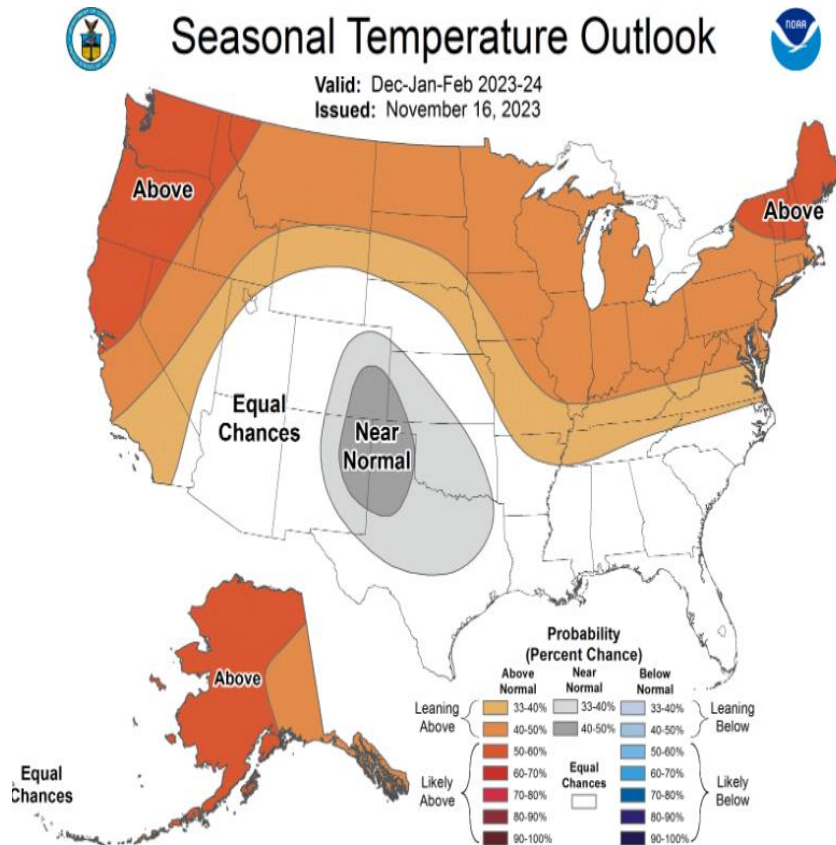 Seasonal Temperature Outlook
NOAA
Valid: Dec-Jan-Feb 2023-24
Issued: November 16, 2023
Above
Above
Equal
Chances
Near
Normal
Above
Equal
Chances
Probability
(Percent Chance)
Above
Normal
Near
Normal
Below
Normal
Leaning
Above
33-40%
33-40%
33-40%
Leaning
Below
40-50%
40-50%
40-50%
Likely
Above
50-60%
60-70%
70-80%
80-90%
90-100%
Equal
Chances
50-60%
60-70%
70-80%
80-90%
90-100%
Likely
Below